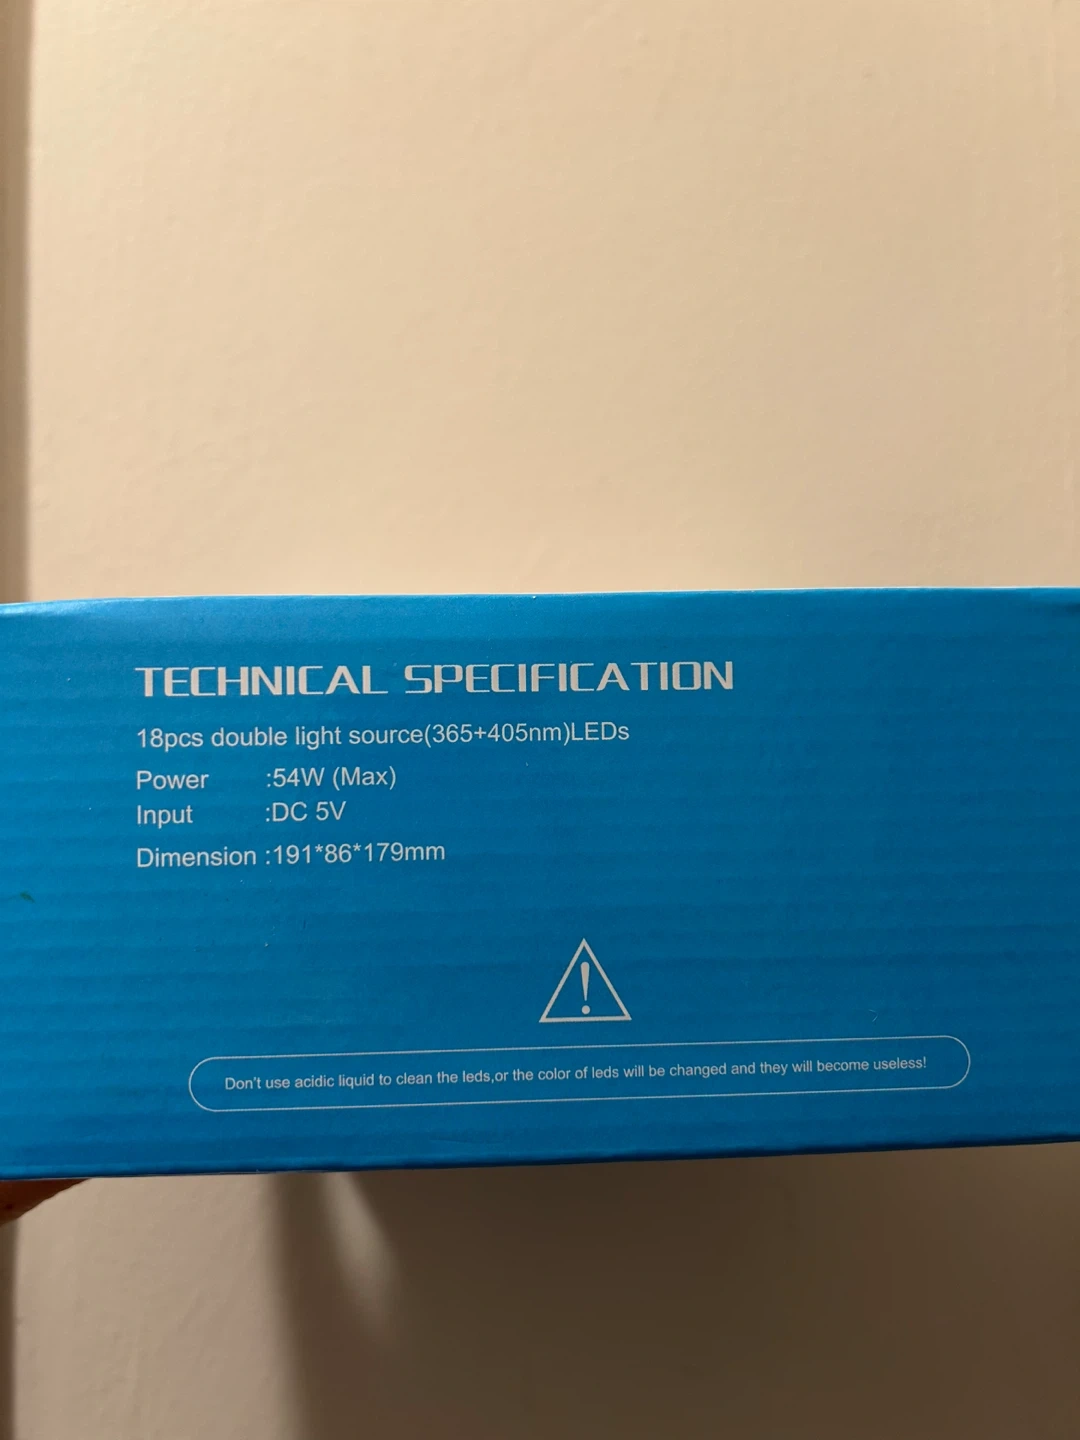 TECHNICAL SPECIFICATION
18pcs double light source(365+405nm)LEDs
Power :54W (Max)
Input :DC 5V
Dimension :191*86*179mm
Don't use acidic liquid to clean the leds,or the color of leds will be changed and they will become useless!